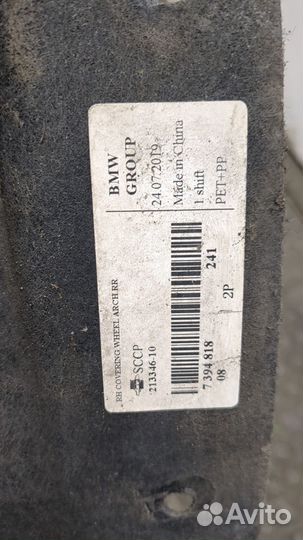 BMW
GROUP
24.07.2019
Made in China
1 shift
PET+PP
RH COVERING WHEEL ARCH RR
SCCP
213346-10
241
2P
7 394 818
08
Avito